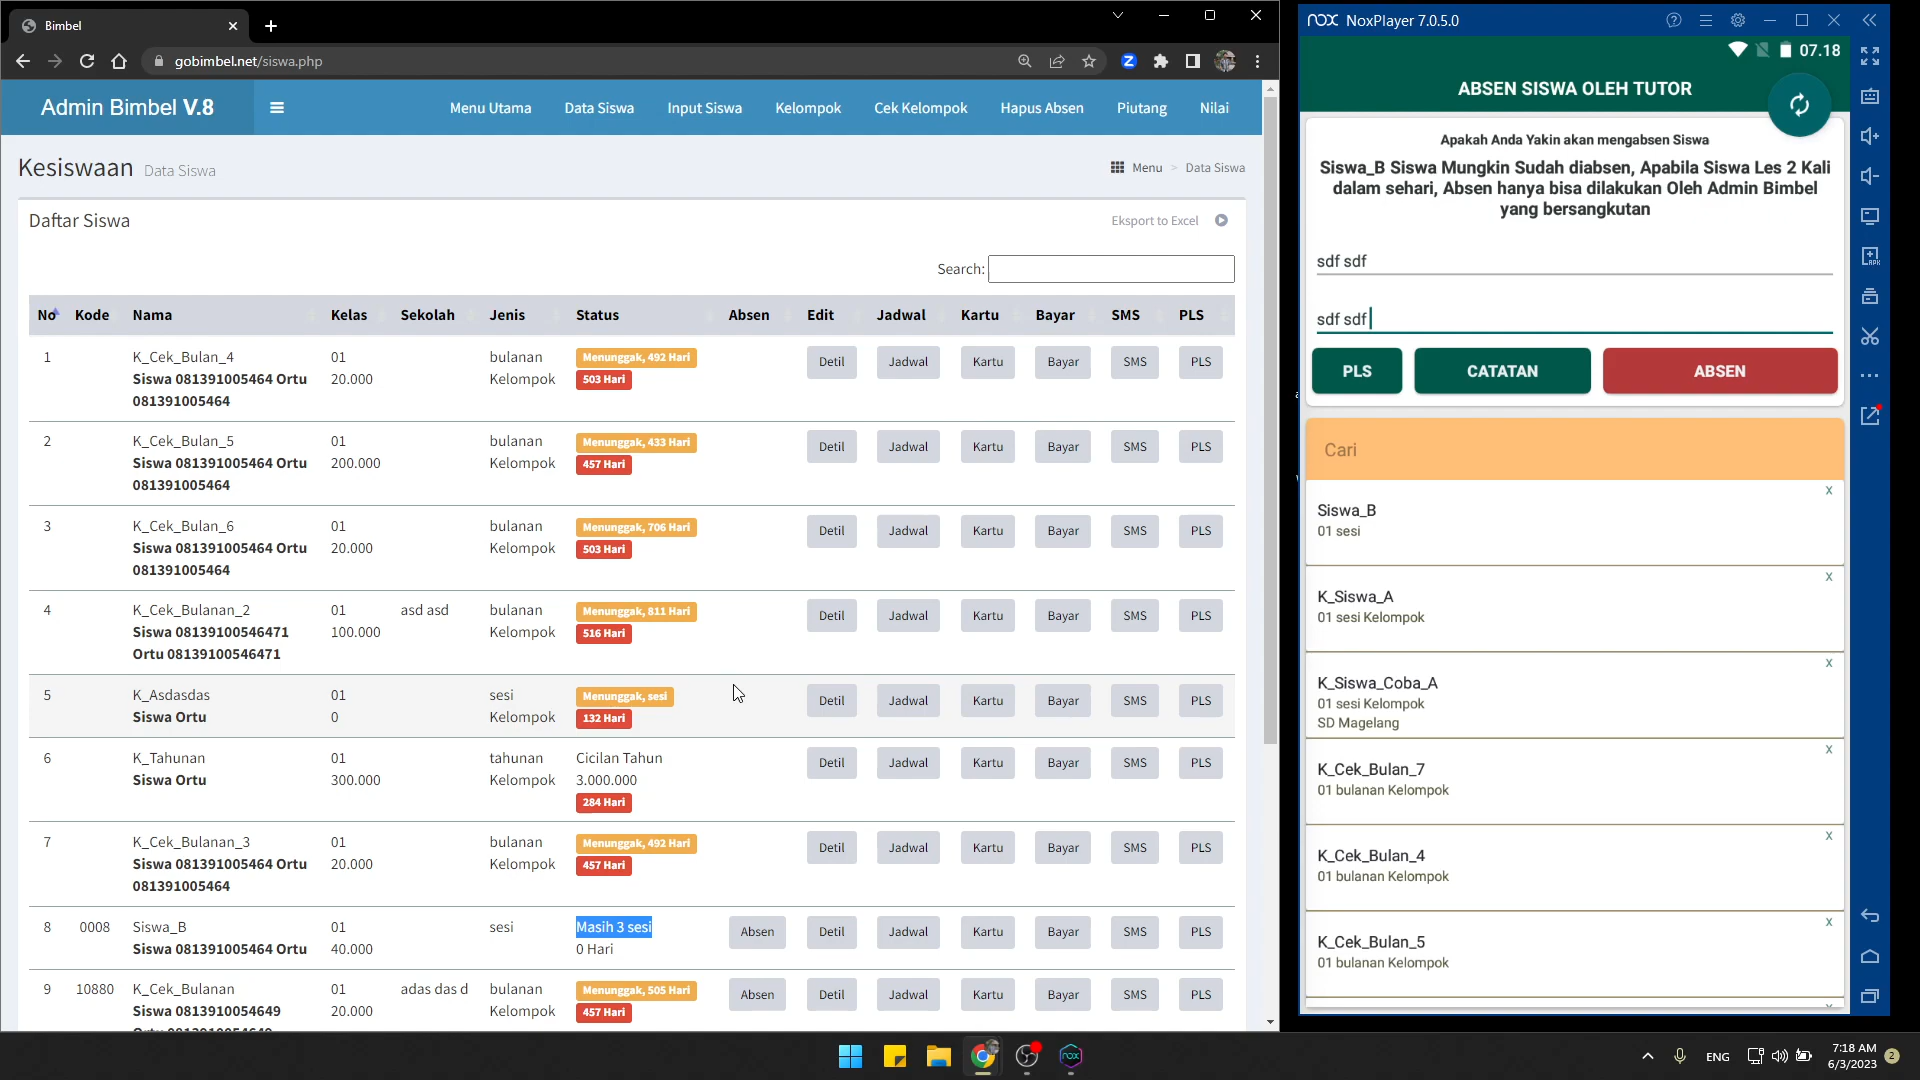 Bimbel
gobimbel.net/siswa.php
Admin Bimbel V.8
Menu Utama
Data Siswa
Input Siswa
Kelompok
Cek Kelompok
Hapus Absen
Piutang
Nilai
Kesiswaan Data Siswa
Menu > Data Siswa
Daftar Siswa
Eksport to Excel
Search:
No Kode Nama Kelas Sekolah Jenis Status Absen Edit Jadwal Kartu Bayar SMS PLS
1 K_Cek_Bulan_4 01 bulanan Menunggak, 492 Hari Detil Jadwal Kartu Bayar SMS PLS
Siswa 081391005464 Ortu 20.000 Kelompok 503 Hari
081391005464
2 K_Cek_Bulan_5 01 bulanan Menunggak, 433 Hari Detil Jadwal Kartu Bayar SMS PLS
Siswa 081391005464 Ortu 200.000 Kelompok 457 Hari
081391005464
3 K_Cek_Bulan_6 01 bulanan Menunggak, 706 Hari Detil Jadwal Kartu Bayar SMS PLS
Siswa 081391005464 Ortu 20.000 Kelompok 503 Hari
081391005464
4 K_Cek_Bulanan_2 01 asd asd bulanan Menunggak, 811 Hari Detil Jadwal Kartu Bayar SMS PLS
Siswa 08139100546471 100.000 Kelompok 516 Hari
Ortu 08139100546471
5 K_Asdasdas 01 sesi Menunggak, sesi Detil Jadwal Kartu Bayar SMS PLS
Siswa Ortu 0 Kelompok 132 Hari
6 K_Tahunan 01 tahunan Cicilan Tahun Detil Jadwal Kartu Bayar SMS PLS
Siswa Ortu 300.000 Kelompok 3.000.000
284 Hari
7 K_Cek_Bulanan_3 01 bulanan Menunggak, 492 Hari Detil Jadwal Kartu Bayar SMS PLS
Siswa 081391005464 Ortu 20.000 Kelompok 457 Hari
081391005464
8 0008 Siswa_B 01 sesi Masih 3 sesi Absen Detil Jadwal Kartu Bayar SMS PLS
Siswa 081391005464 Ortu 40.000 0 Hari
9 10880 K_Cek_Bulanan 01 adas das d bulanan Menunggak, 505 Hari Absen Detil Jadwal Kartu Bayar SMS PLS
Siswa 0813910054649 20.000 Kelompok 457 Hari
Ortu 0813910054649
nox NoxPlayer 7.0.5.0
07.18
ABSEN SISWA OLEH TUTOR
Apakah Anda Yakin akan mengabsen Siswa
Siswa_B Siswa Mungkin Sudah diabsen, Apabila Siswa Les 2 Kali
dalam sehari, Absen hanya bisa dilakukan Oleh Admin Bimbel
yang bersangkutan
sdf sdf
sdf sdf
PLS
CATATAN
ABSEN
Cari
x
Siswa_B
01 sesi
x
K_Siswa_A
01 sesi Kelompok
x
K_Siswa_Coba_A
01 sesi Kelompok
SD Magelang
x
K_Cek_Bulan_7
01 bulanan Kelompok
x
K_Cek_Bulan_4
01 bulanan Kelompok
x
K_Cek_Bulan_5
01 bulanan Kelompok
APK
nox
ENG
7:18 AM
6/3/2023
2